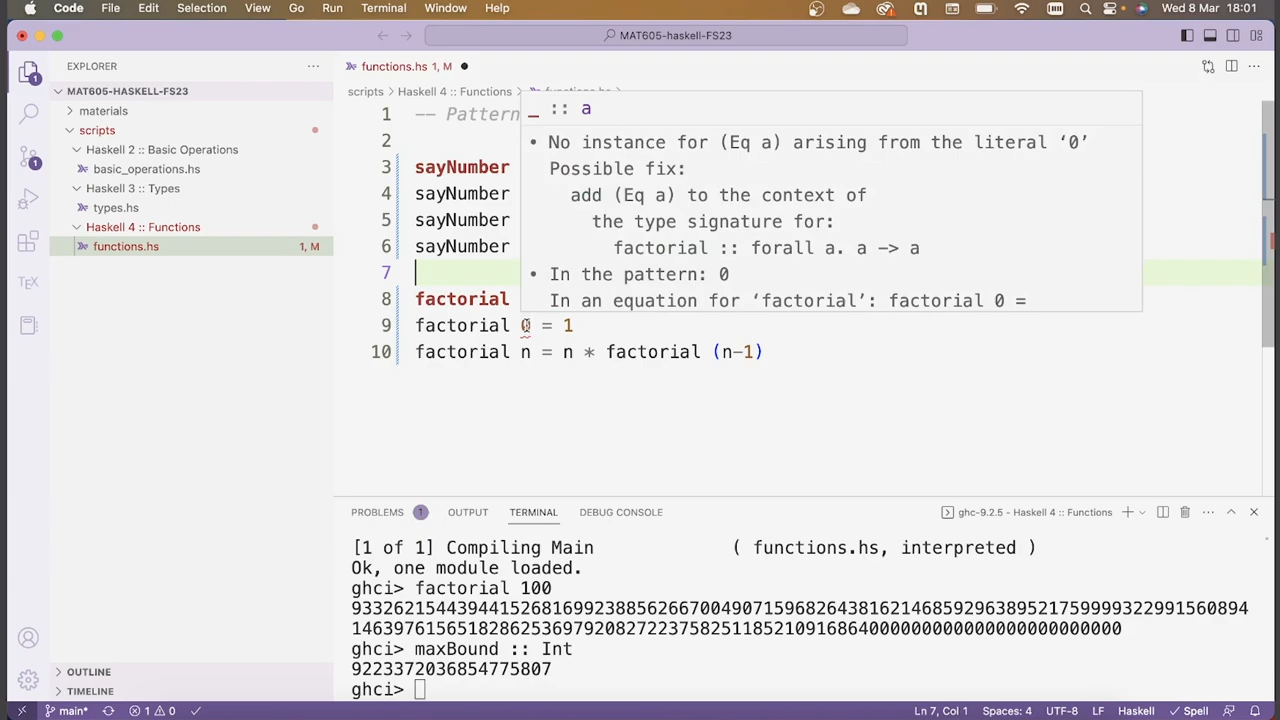 Code File Edit Selection View Go Run Terminal Window Help Wed 8 Mar 18:01
MAT605-haskell-FS23
EXPLORER
functions.hs 1, M
MAT605-HASKELL-FS23
scripts > Haskell 4 :: Functions > functions.hs >
materials
scripts
Haskell 2 :: Basic Operations
basic_operations.hs
Haskell 3 :: Types
types.hs
Haskell 4 :: Functions
functions.hs 1, M
1 -- Pattern
2
3 sayNumber
4 sayNumber
5 sayNumber
6 sayNumber
7
8 factorial
9 factorial 0 = 1
10 factorial n = n * factorial (n-1)
_ :: a
• No instance for (Eq a) arising from the literal ‘0’
Possible fix:
add (Eq a) to the context of
the type signature for:
factorial :: forall a. a -> a
• In the pattern: 0
In an equation for ‘factorial’: factorial 0 =
PROBLEMS 1 OUTPUT TERMINAL DEBUG CONSOLE ghc-9.2.5 - Haskell 4 :: Functions
[1 of 1] Compiling Main ( functions.hs, interpreted )
Ok, one module loaded.
ghci> factorial 100
93326215443944152681699238856266700490715968264381621468592963895217599993229915608941463976156518286253697920827223758251185210916864000000000000000000000000
ghci> maxBound :: Int
9223372036854775807
ghci>
OUTLINE
TIMELINE
main* 1 0 Ln 7, Col 1 Spaces: 4 UTF-8 LF Haskell Spell